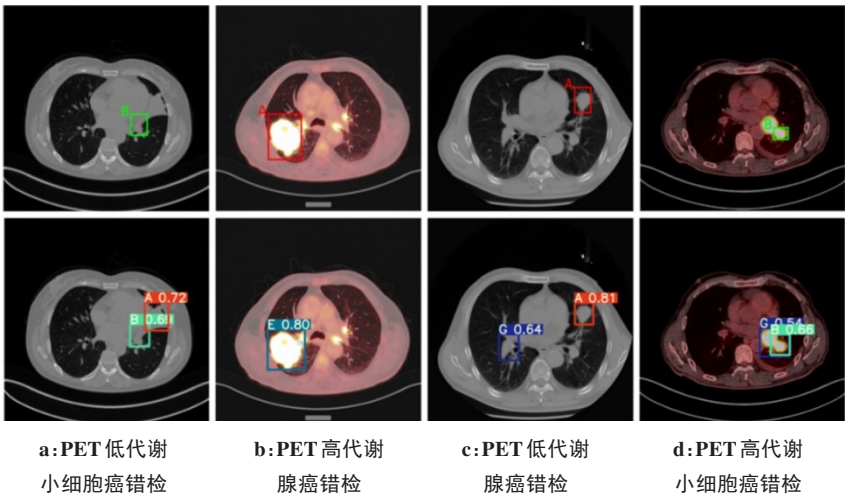 B
A
A
B
A 0.72
B 0.69
E 0.80
A 0.81
G 0.64
G 0.54
B 0.66
a:PET低代谢 b:PET高代谢 c:PET低代谢 d:PET高代谢
小细胞癌错检 腺癌错检 腺癌错检 小细胞癌错检